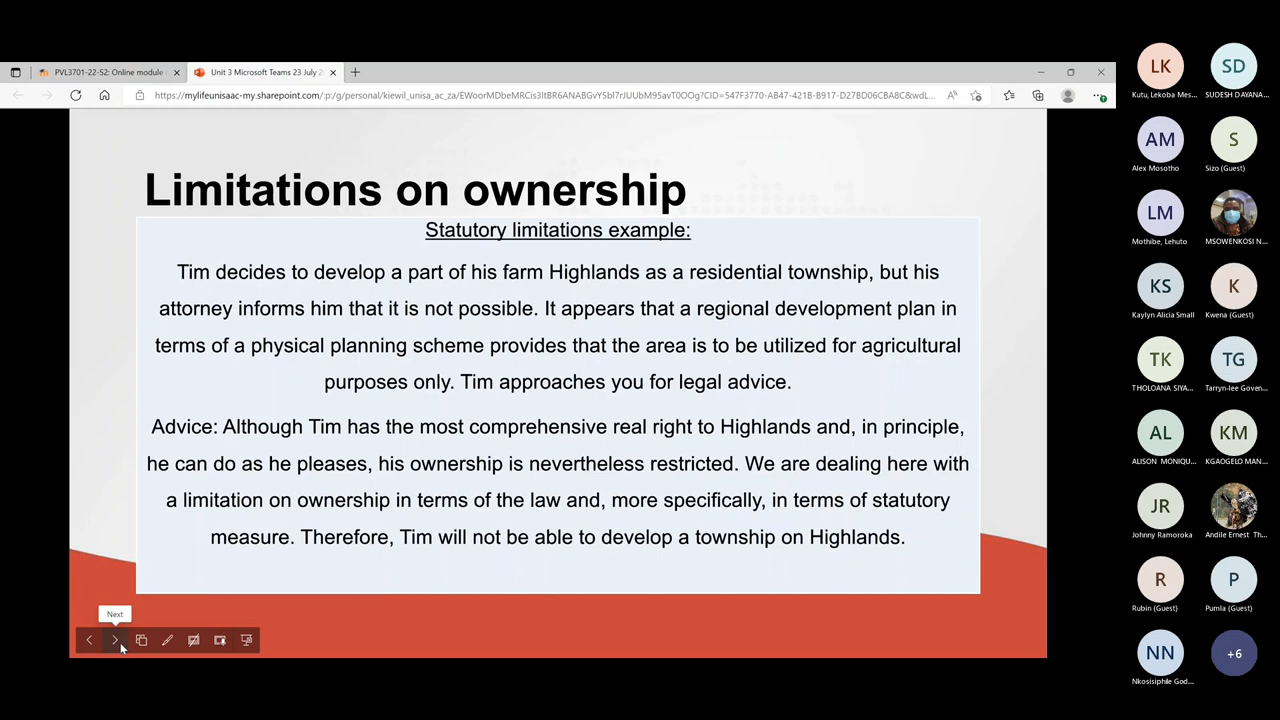 PVL3701-22-S2: Online module
Unit 3 Microsoft Teams 23 July 2
https://mylifeunisaac-my.sharepoint.com/:p:/g/personal/kiewil_unisa_ac_za/EWoorMDbeMRCis3ltBR6ANABGvY5bl7rJUUbM95avT0OOg?CID=547F3770-AB47-421B-B917-D27BD06CBA8C&wdL...
Limitations on ownership
Statutory limitations example:
Tim decides to develop a part of his farm Highlands as a residential township, but his
attorney informs him that it is not possible. It appears that a regional development plan in
terms of a physical planning scheme provides that the area is to be utilized for agricultural
purposes only. Tim approaches you for legal advice.
Advice: Although Tim has the most comprehensive real right to Highlands and, in principle,
he can do as he pleases, his ownership is nevertheless restricted. We are dealing here with
a limitation on ownership in terms of the law and, more specifically, in terms of statutory
measure. Therefore, Tim will not be able to develop a township on Highlands.
Next
LK
SD
Kutu, Lekoba Mes...
SUDESH DAYANA...
AM
S
Alex Mosotho
Sizo (Guest)
LM
Mothibe, Lehuto
MSOWENKOSI N...
KS
K
Kaylyn Alicia Small
Kwena (Guest)
TK
TG
THOLOANA SIYA...
Tarryn-lee Goven...
AL
KM
ALISON MONIQU...
KGAOGELO MAN...
JR
Johnny Ramoroka
Andile Ernest Th...
R
P
Rubin (Guest)
Pumla (Guest)
NN
+6
Nkosisiphile God...